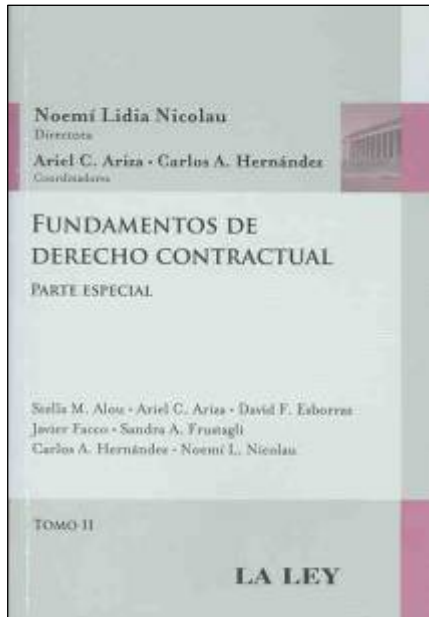 Noemí Lidia Nicolau
Directora
Ariel C. Ariza · Carlos A. Hernández
Coordinadores
FUNDAMENTOS DE
DERECHO CONTRACTUAL
PARTE ESPECIAL
Stella M. Alou · Ariel C. Ariza · David F. Esborraz
Javier Facco · Sandra A. Frustagli
Carlos A. Hernández · Noemí L. Nicolau
TOMO II
LA LEY